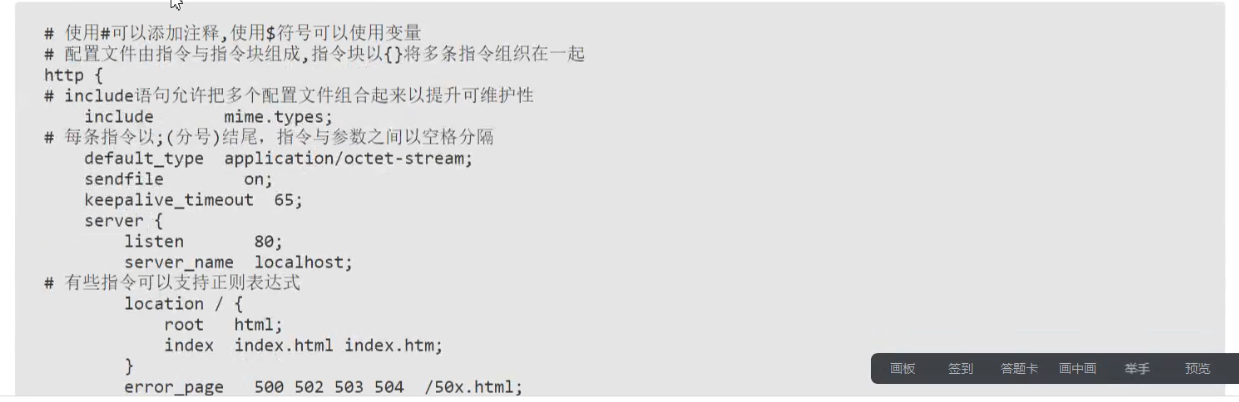 # 使用#可以添加注释,使用$符号可以使用变量
# 配置文件由指令与指令块组成,指令块以{}将多条指令组织在一起
http {
# include语句允许把多个配置文件组合起来以提升可维护性
    include       mime.types;
# 每条指令以;(分号)结尾，指令与参数之间以空格分隔
    default_type  application/octet-stream;
    sendfile        on;
    keepalive_timeout  65;
    server {
        listen       80;
        server_name  localhost;
# 有些指令可以支持正则表达式
        location / {
            root   html;
            index  index.html index.htm;
        }
        error_page   500 502 503 504  /50x.html;
画板 签到 答题卡 画中画 举手 预览